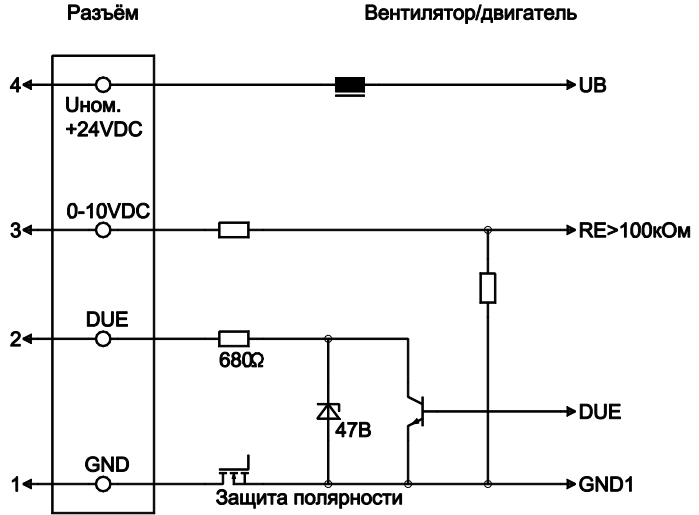 Разъём
Вентилятор/двигатель
4
UB
Uном.
+24VDC
0-10VDC
3
RE>100кОм
DUE
2
680Ω
DUE
47В
GND
1
GND1
Защита полярности